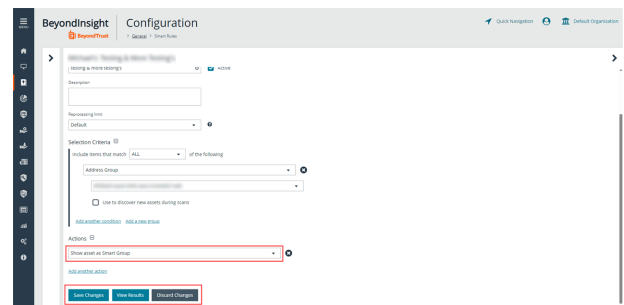 MENU
BeyondInsight
BeyondTrust
Configuration
> General > Smart Rules
Quick Navigation
Default Organization
Testing & More Testing's
Active
Description
Reprocessing limit
Default
Selection Criteria
Include items that match ALL of the following
Address Group
Use to discover new assets during scans
Add another condition Add a new group
Actions
Show asset as Smart Group
Add another action
Save Changes View Results Discard Changes